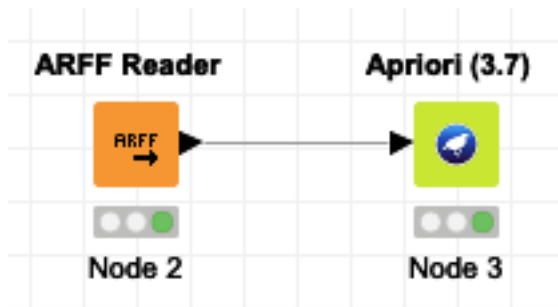 ARFF Reader
Apriori (3.7)
ARFF
Node 2
Node 3